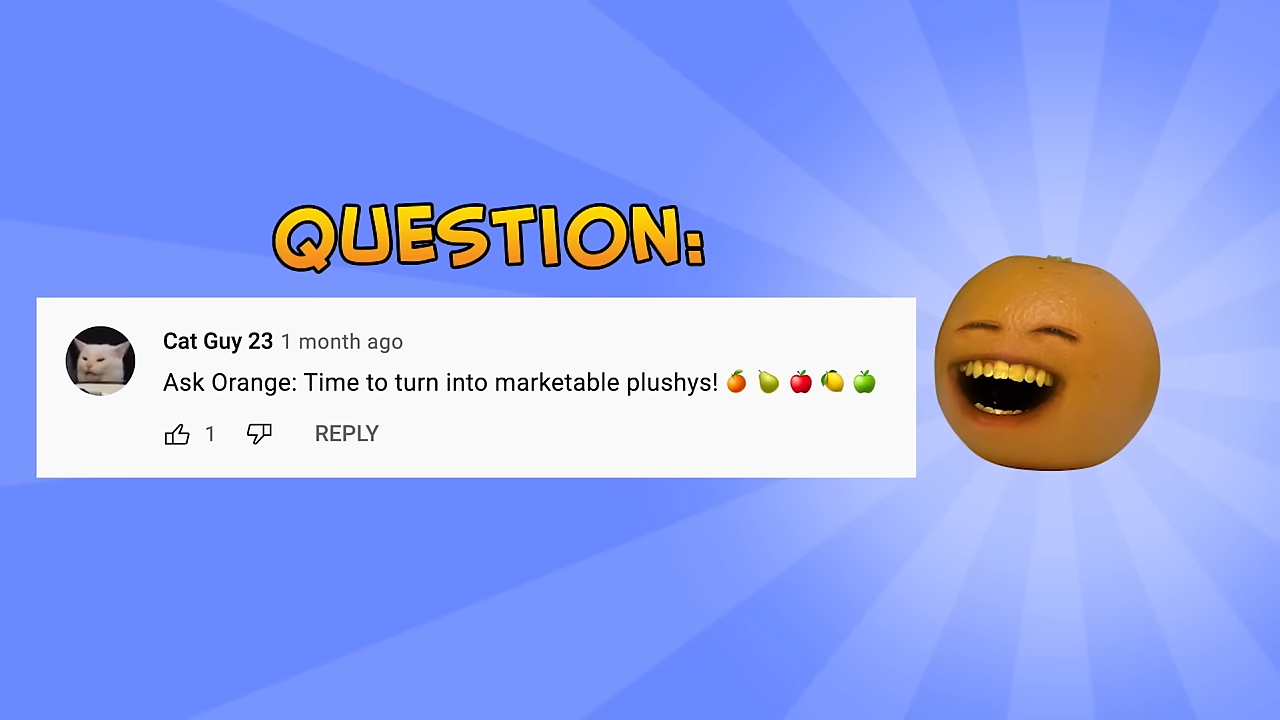 QUESTION:
Cat Guy 23 1 month ago
Ask Orange: Time to turn into marketable plushys! 🍊 🍐 🍎 🍋 🍏
1 REPLY